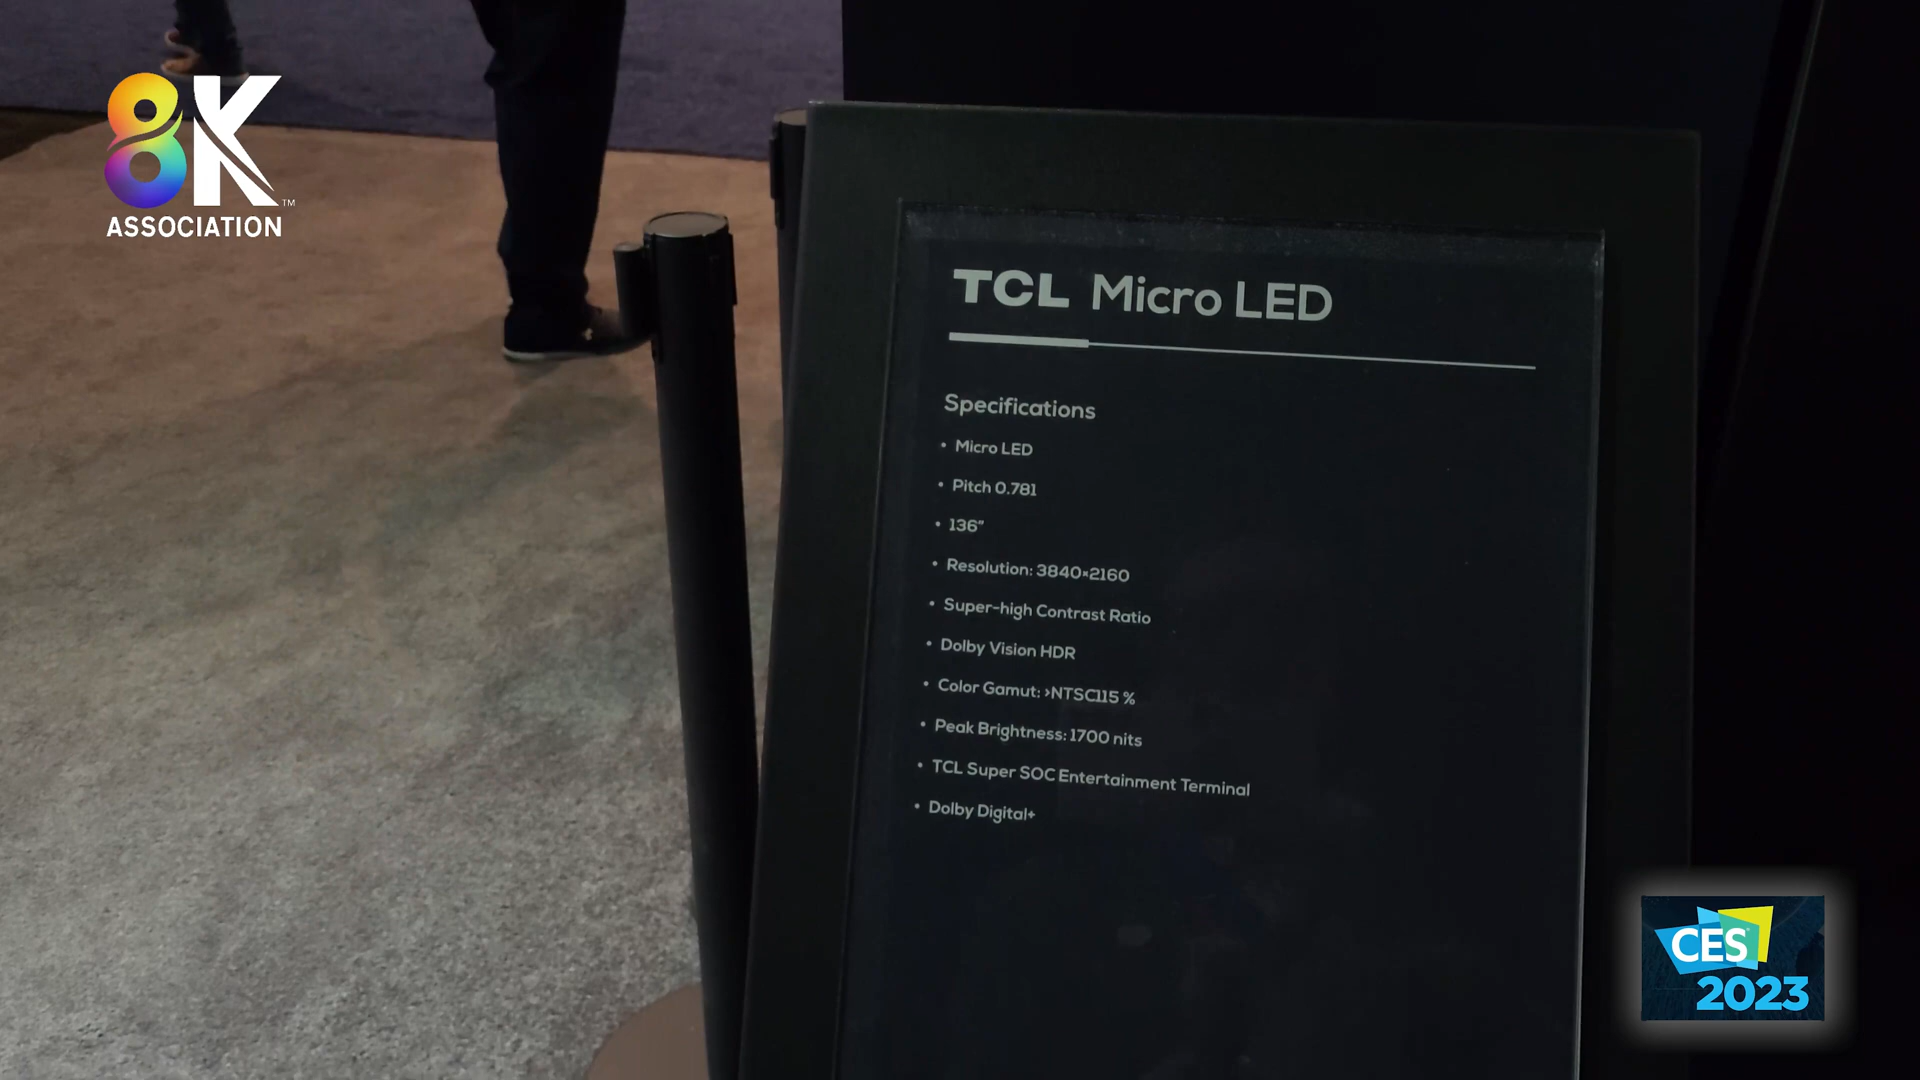 8K™
ASSOCIATION
TCL Micro LED
Specifications
• Micro LED
• Pitch 0.781
• 136”
• Resolution: 3840×2160
• Super-high Contrast Ratio
• Dolby Vision HDR
• Color Gamut: >NTSC115 %
• Peak Brightness: 1700 nits
• TCL Super SOC Entertainment Terminal
• Dolby Digital+
CES
2023